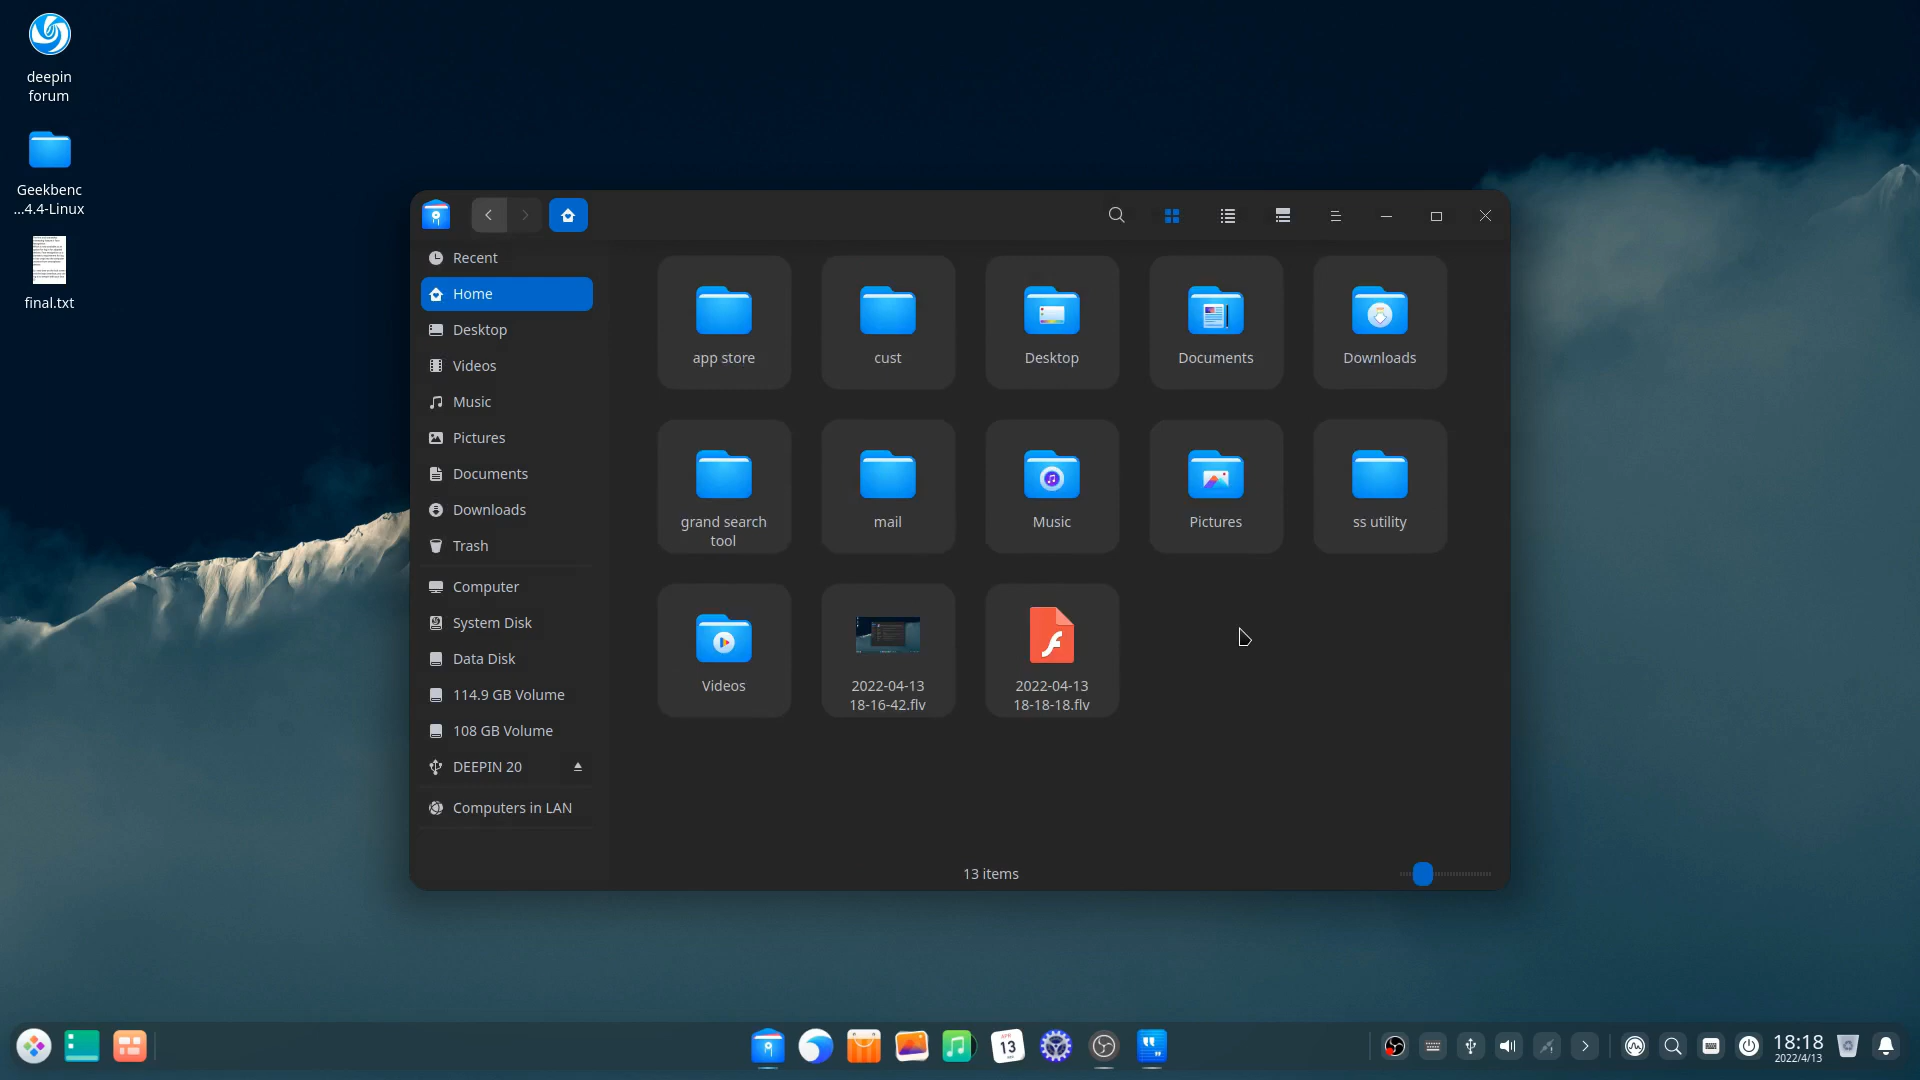 deepin
forum
Geekbenc
...4.4-Linux
final.txt
Recent
Home
Desktop
Videos
Music
Pictures
Documents
Downloads
Trash
Computer
System Disk
Data Disk
114.9 GB Volume
108 GB Volume
DEEPIN 20
Computers in LAN
app store
cust
Desktop
Documents
Downloads
grand search
tool
mail
Music
Pictures
ss utility
Videos
2022-04-13
18-16-42.flv
2022-04-13
18-18-18.flv
13 items
APR
13
18:18
2022/4/13